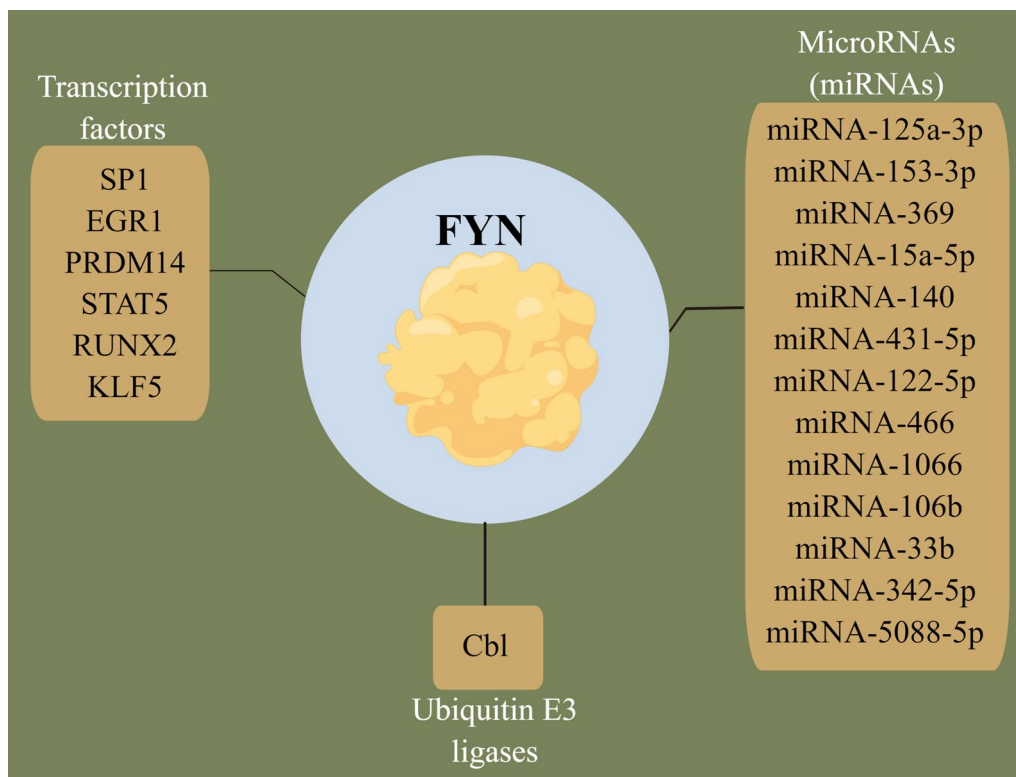 Transcription
factors
SP1
EGR1
PRDM14
STAT5
RUNX2
KLF5
FYN
MicroRNAs
(miRNAs)
miRNA-125a-3p
miRNA-153-3p
miRNA-369
miRNA-15a-5p
miRNA-140
miRNA-431-5p
miRNA-122-5p
miRNA-466
miRNA-1066
miRNA-106b
miRNA-33b
miRNA-342-5p
miRNA-5088-5p
Cbl
Ubiquitin E3
ligases